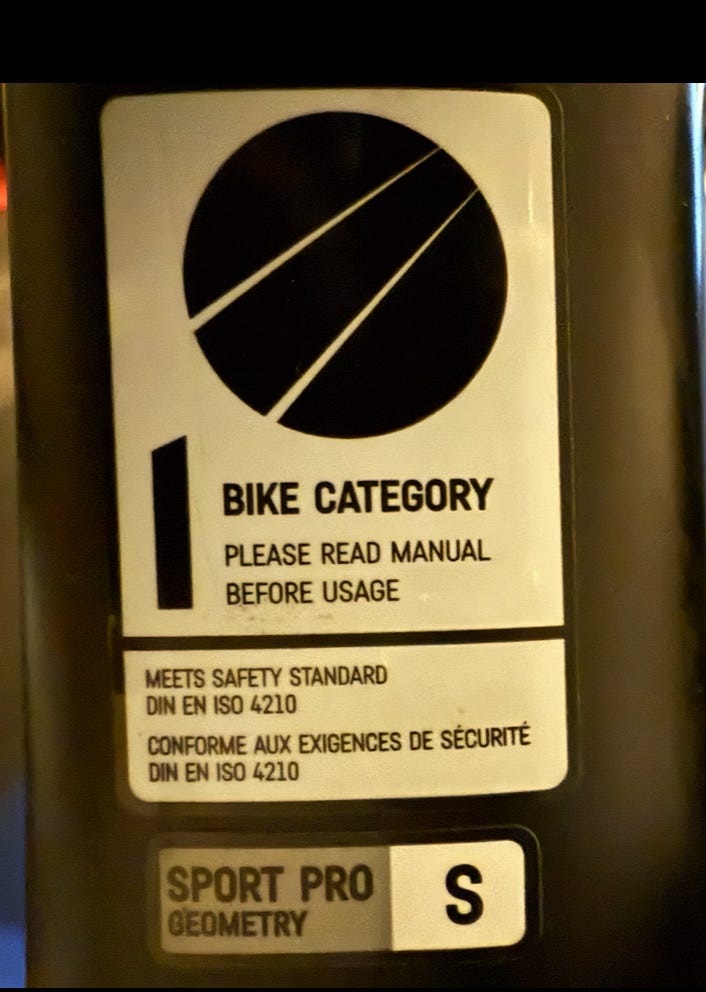 1
BIKE CATEGORY
PLEASE READ MANUAL
BEFORE USAGE
MEETS SAFETY STANDARD
DIN EN ISO 4210
CONFORME AUX EXIGENCES DE SÉCURITÉ
DIN EN ISO 4210
SPORT PRO
GEOMETRY
S